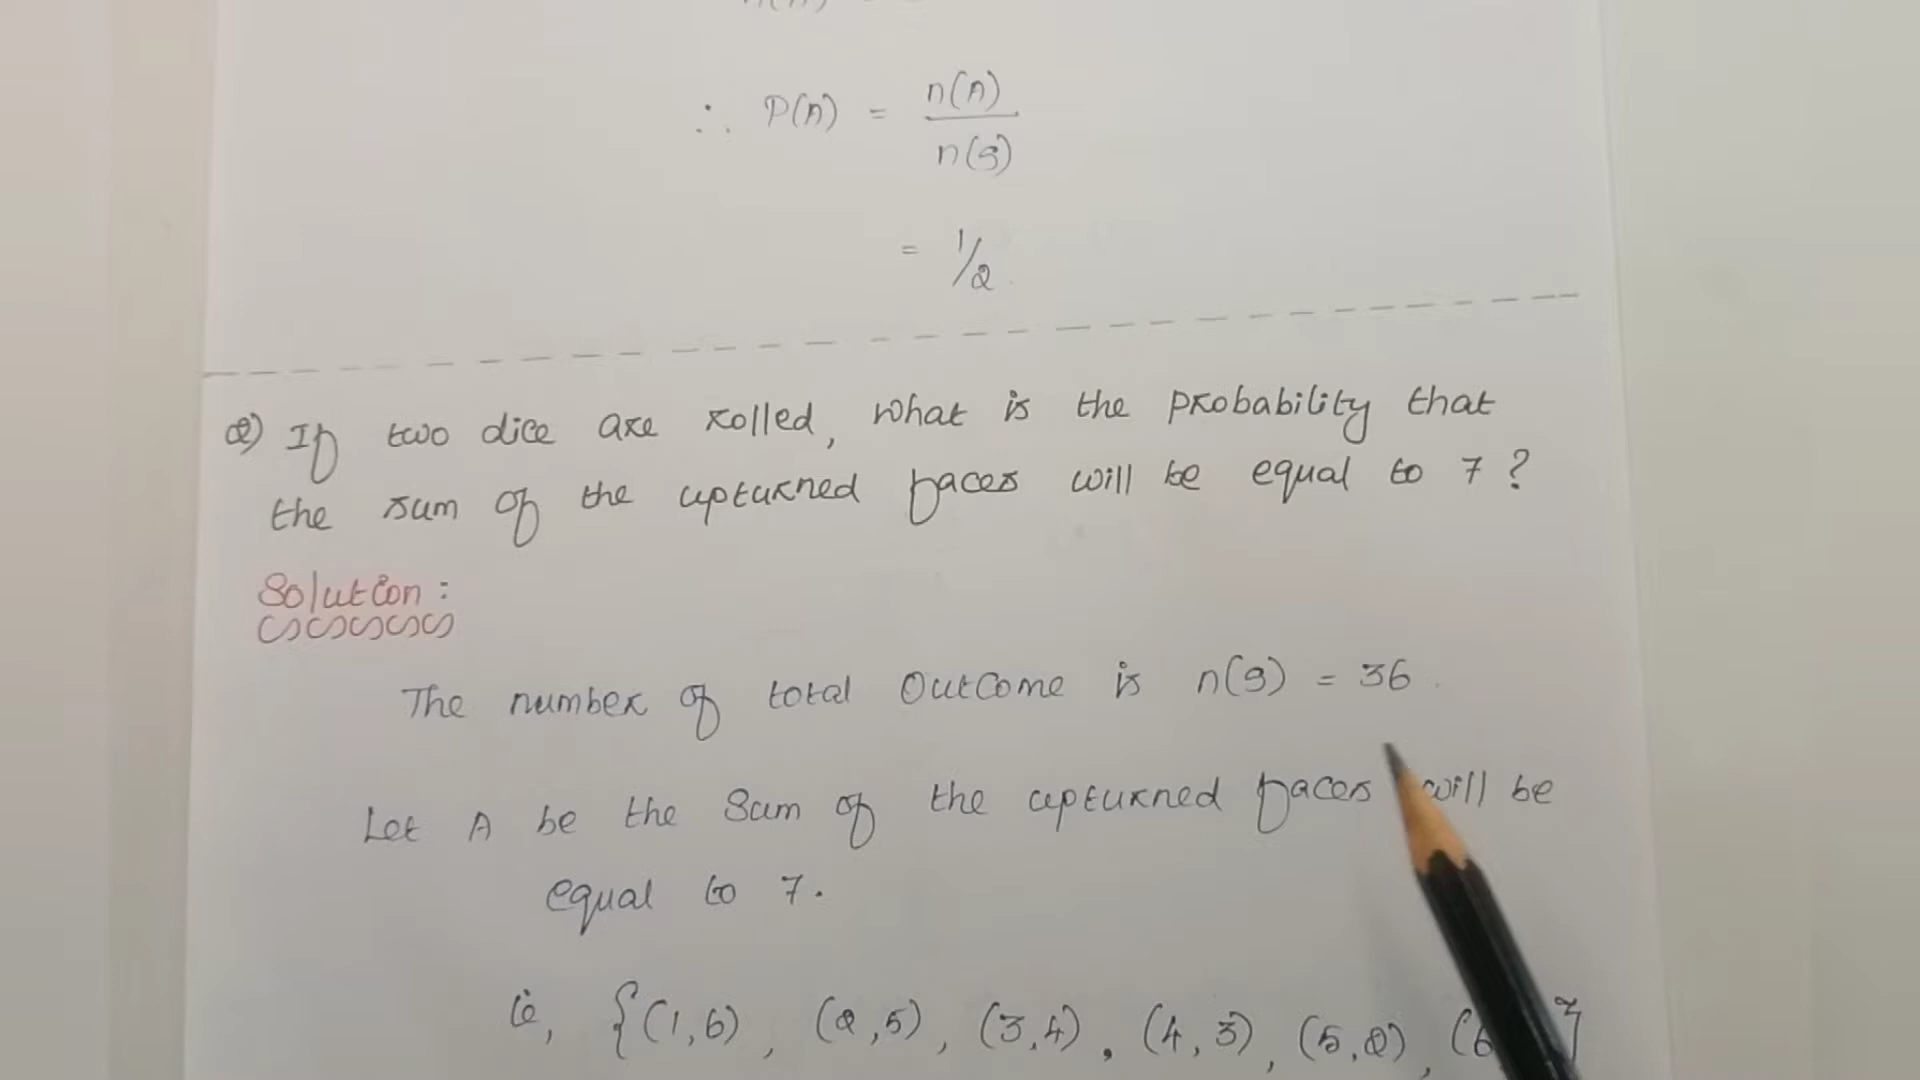 ∴ P(A) = n(A)
n(S)
= 1/2.
2) If two dice are rolled, what is the probability that
the sum of the upturned faces will be equal to 7?
Solution:
The number of total outcome is n(S) = 36.
Let A be the sum of the upturned faces will be
equal to 7.
ie, {(1,6), (2,5), (3,4), (4,3), (5,2), (6 }